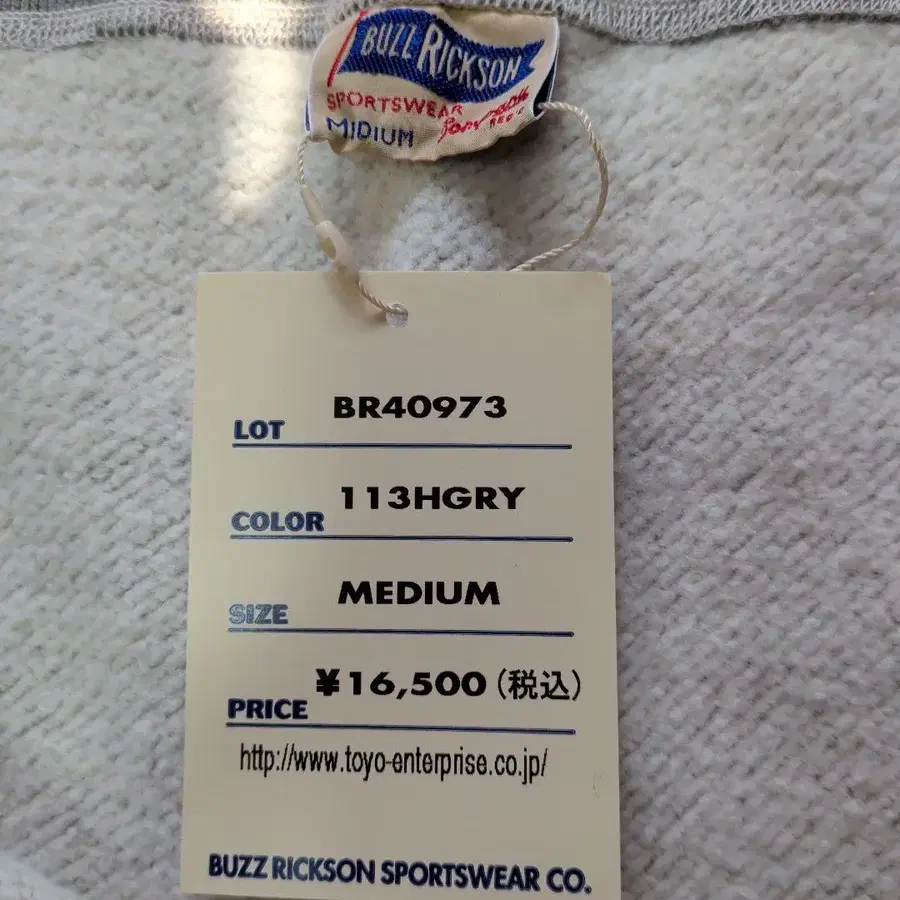 BUZZ RICKSON
SPORTSWEAR
MIDIUM
BR40973
LOT
113HGRY
COLOR
MEDIUM
SIZE
¥16,500(税込)
PRICE
http://www.toyo-enterprise.co.jp/
BUZZ RICKSON SPORTSWEAR CO.